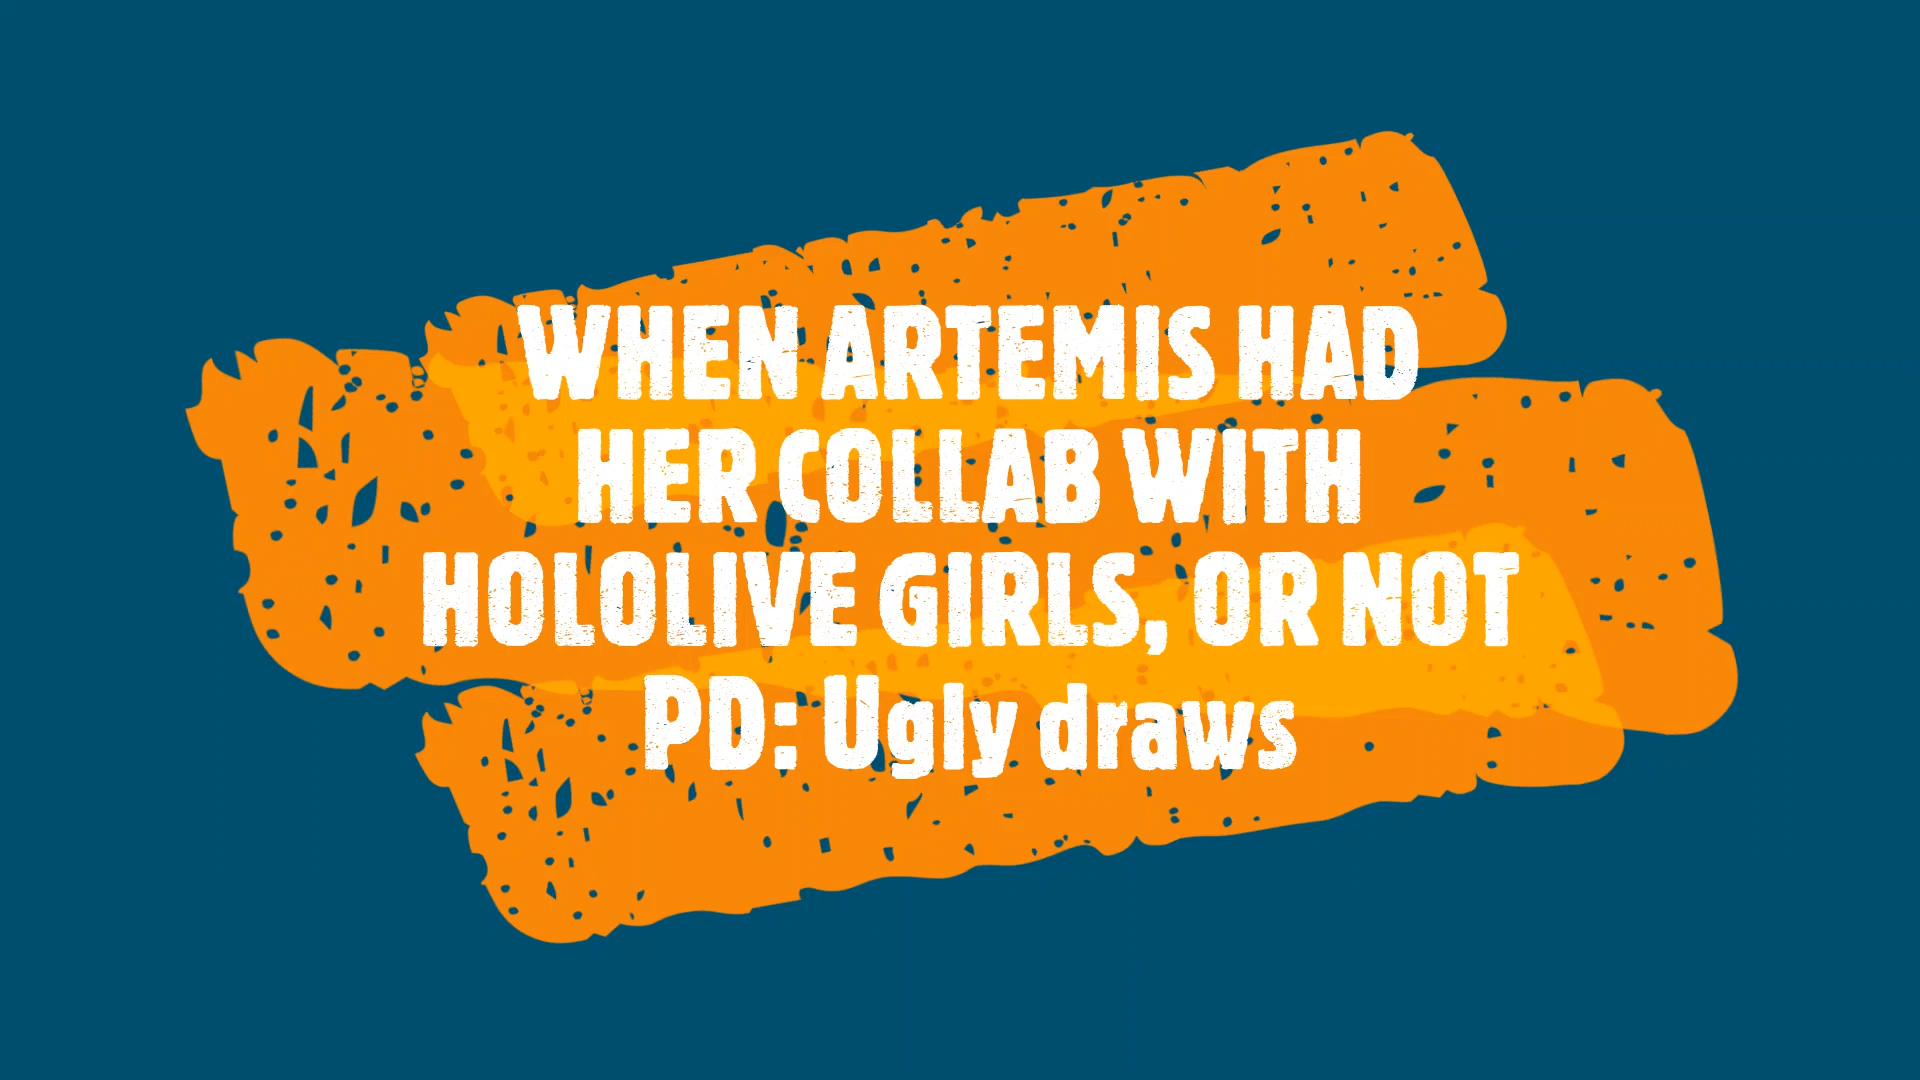 WHEN ARTEMIS HAD
HER COLLAB WITH
HOLOLIVE GIRLS, OR NOT
PD: Ugly draws